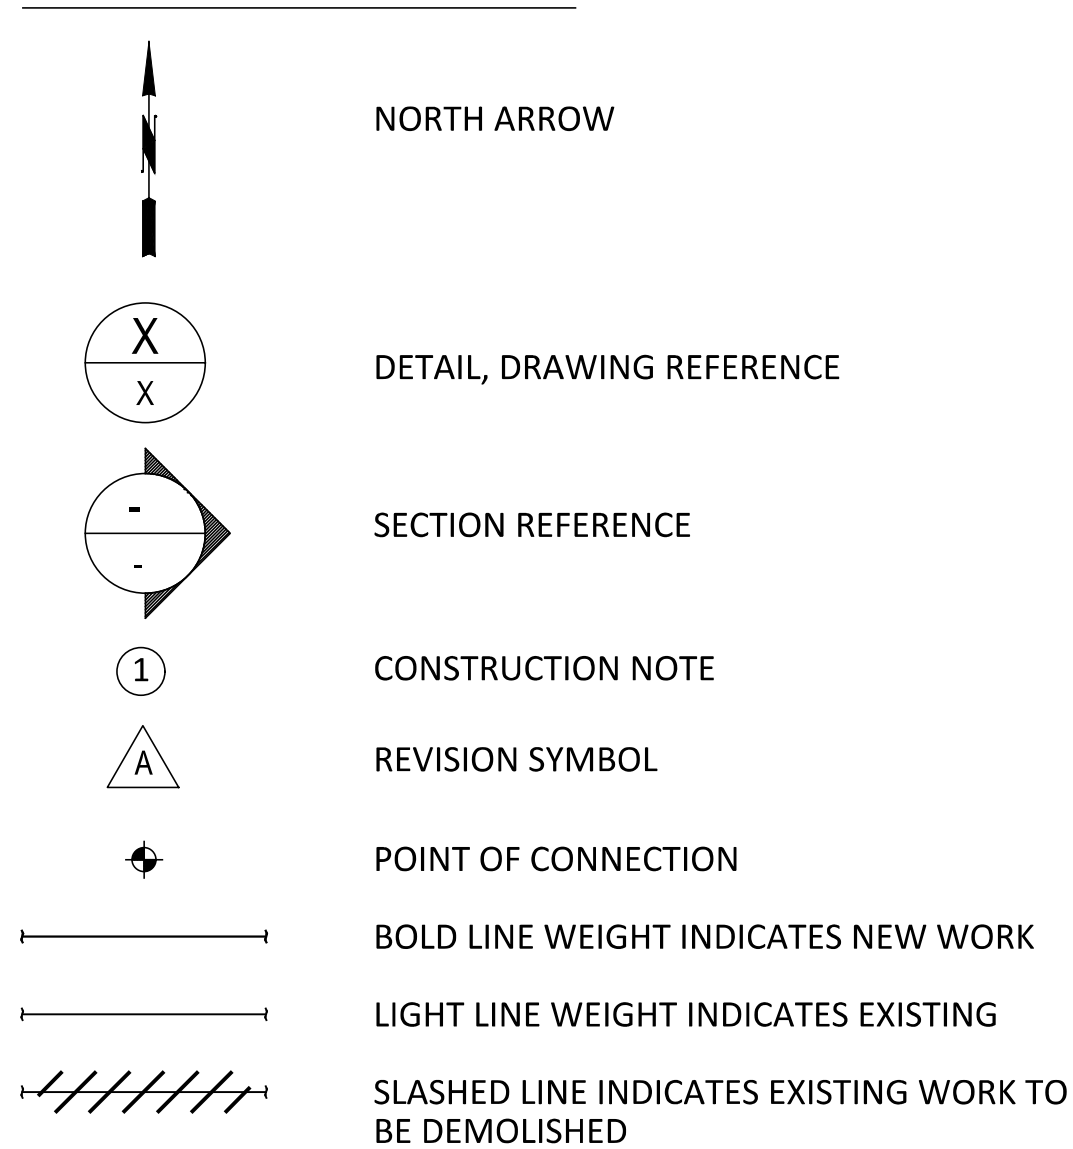 N
NORTH ARROW
X
X
DETAIL, DRAWING REFERENCE
-
-
SECTION REFERENCE
1
CONSTRUCTION NOTE
A
REVISION SYMBOL
POINT OF CONNECTION
BOLD LINE WEIGHT INDICATES NEW WORK
LIGHT LINE WEIGHT INDICATES EXISTING
SLASHED LINE INDICATES EXISTING WORK TO
BE DEMOLISHED